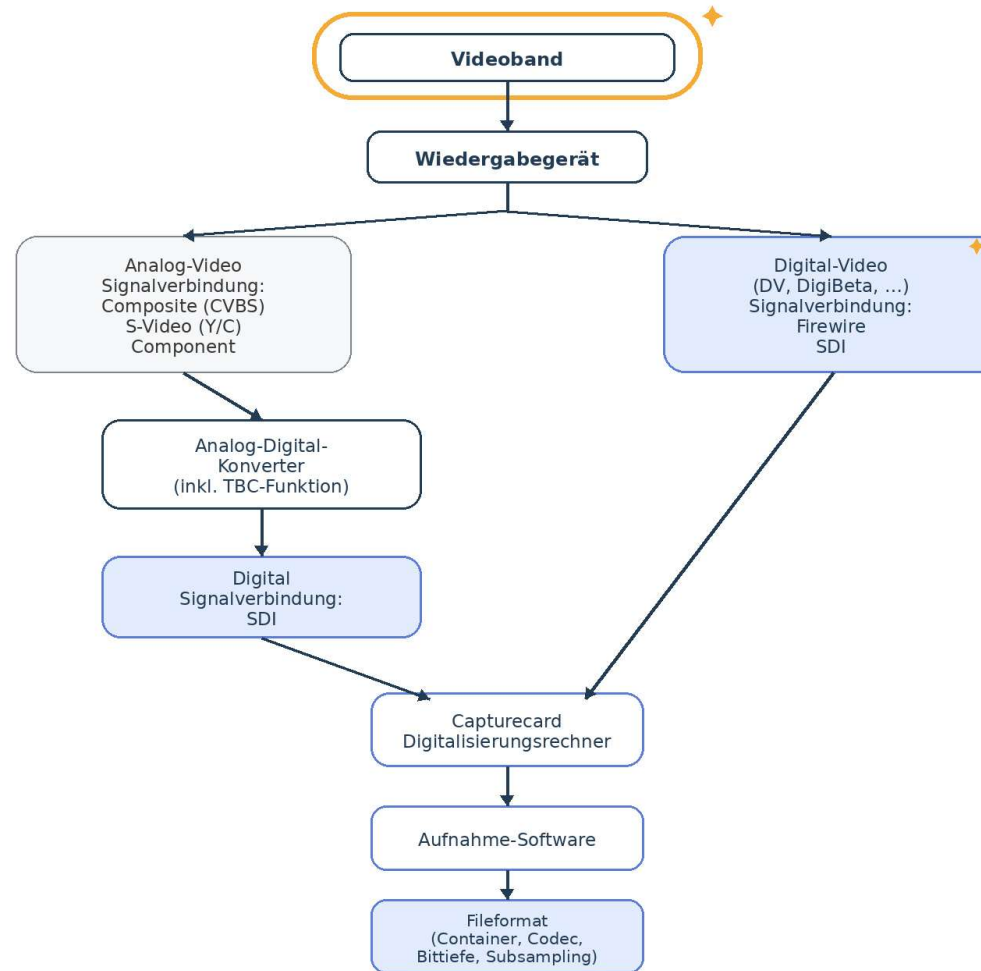 Videoband
Wiedergabegerät
Analog-Video
Signalverbindung:
Composite (CVBS)
S-Video (Y/C)
Component
Digital-Video
(DV, DigiBeta, ...)
Signalverbindung:
Firewire
SDI
Analog-Digital-
Konverter
(inkl. TBC-Funktion)
Digital
Signalverbindung:
SDI
Capturecard
Digitalisierungsrechner
Aufnahme-Software
Fileformat
(Container, Codec,
Bittiefe, Subsampling)